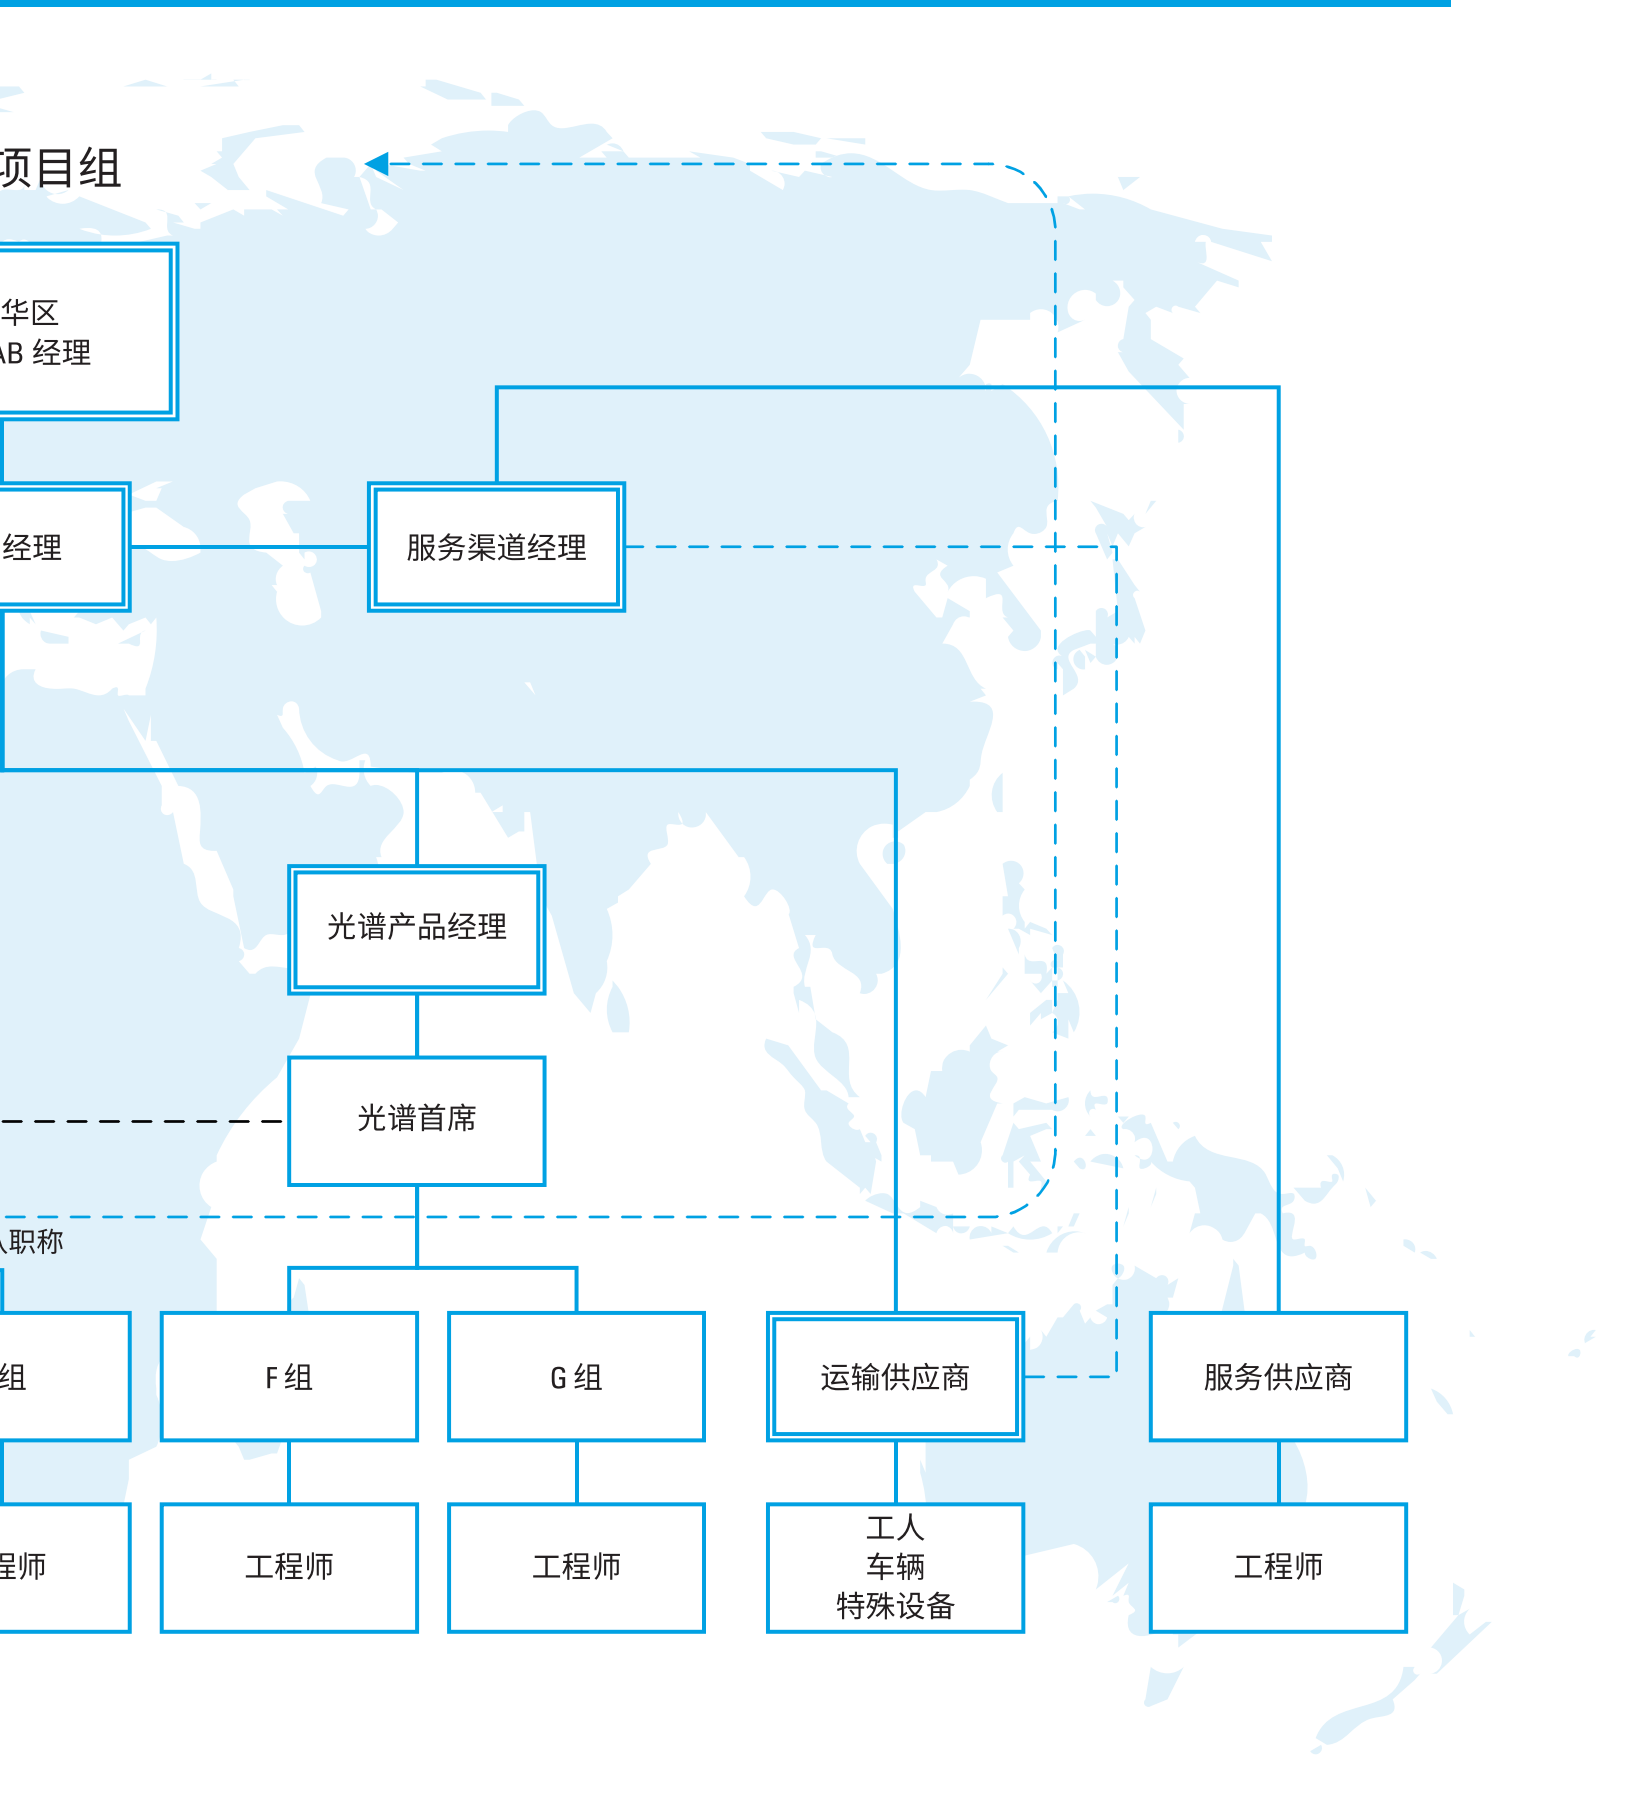 项目组
华区
AB 经理
经理
服务渠道经理
光谱产品经理
光谱首席
职称
组
F 组
G 组
运输供应商
服务供应商
程师
工程师
工程师
工人
车辆
特殊设备
工程师